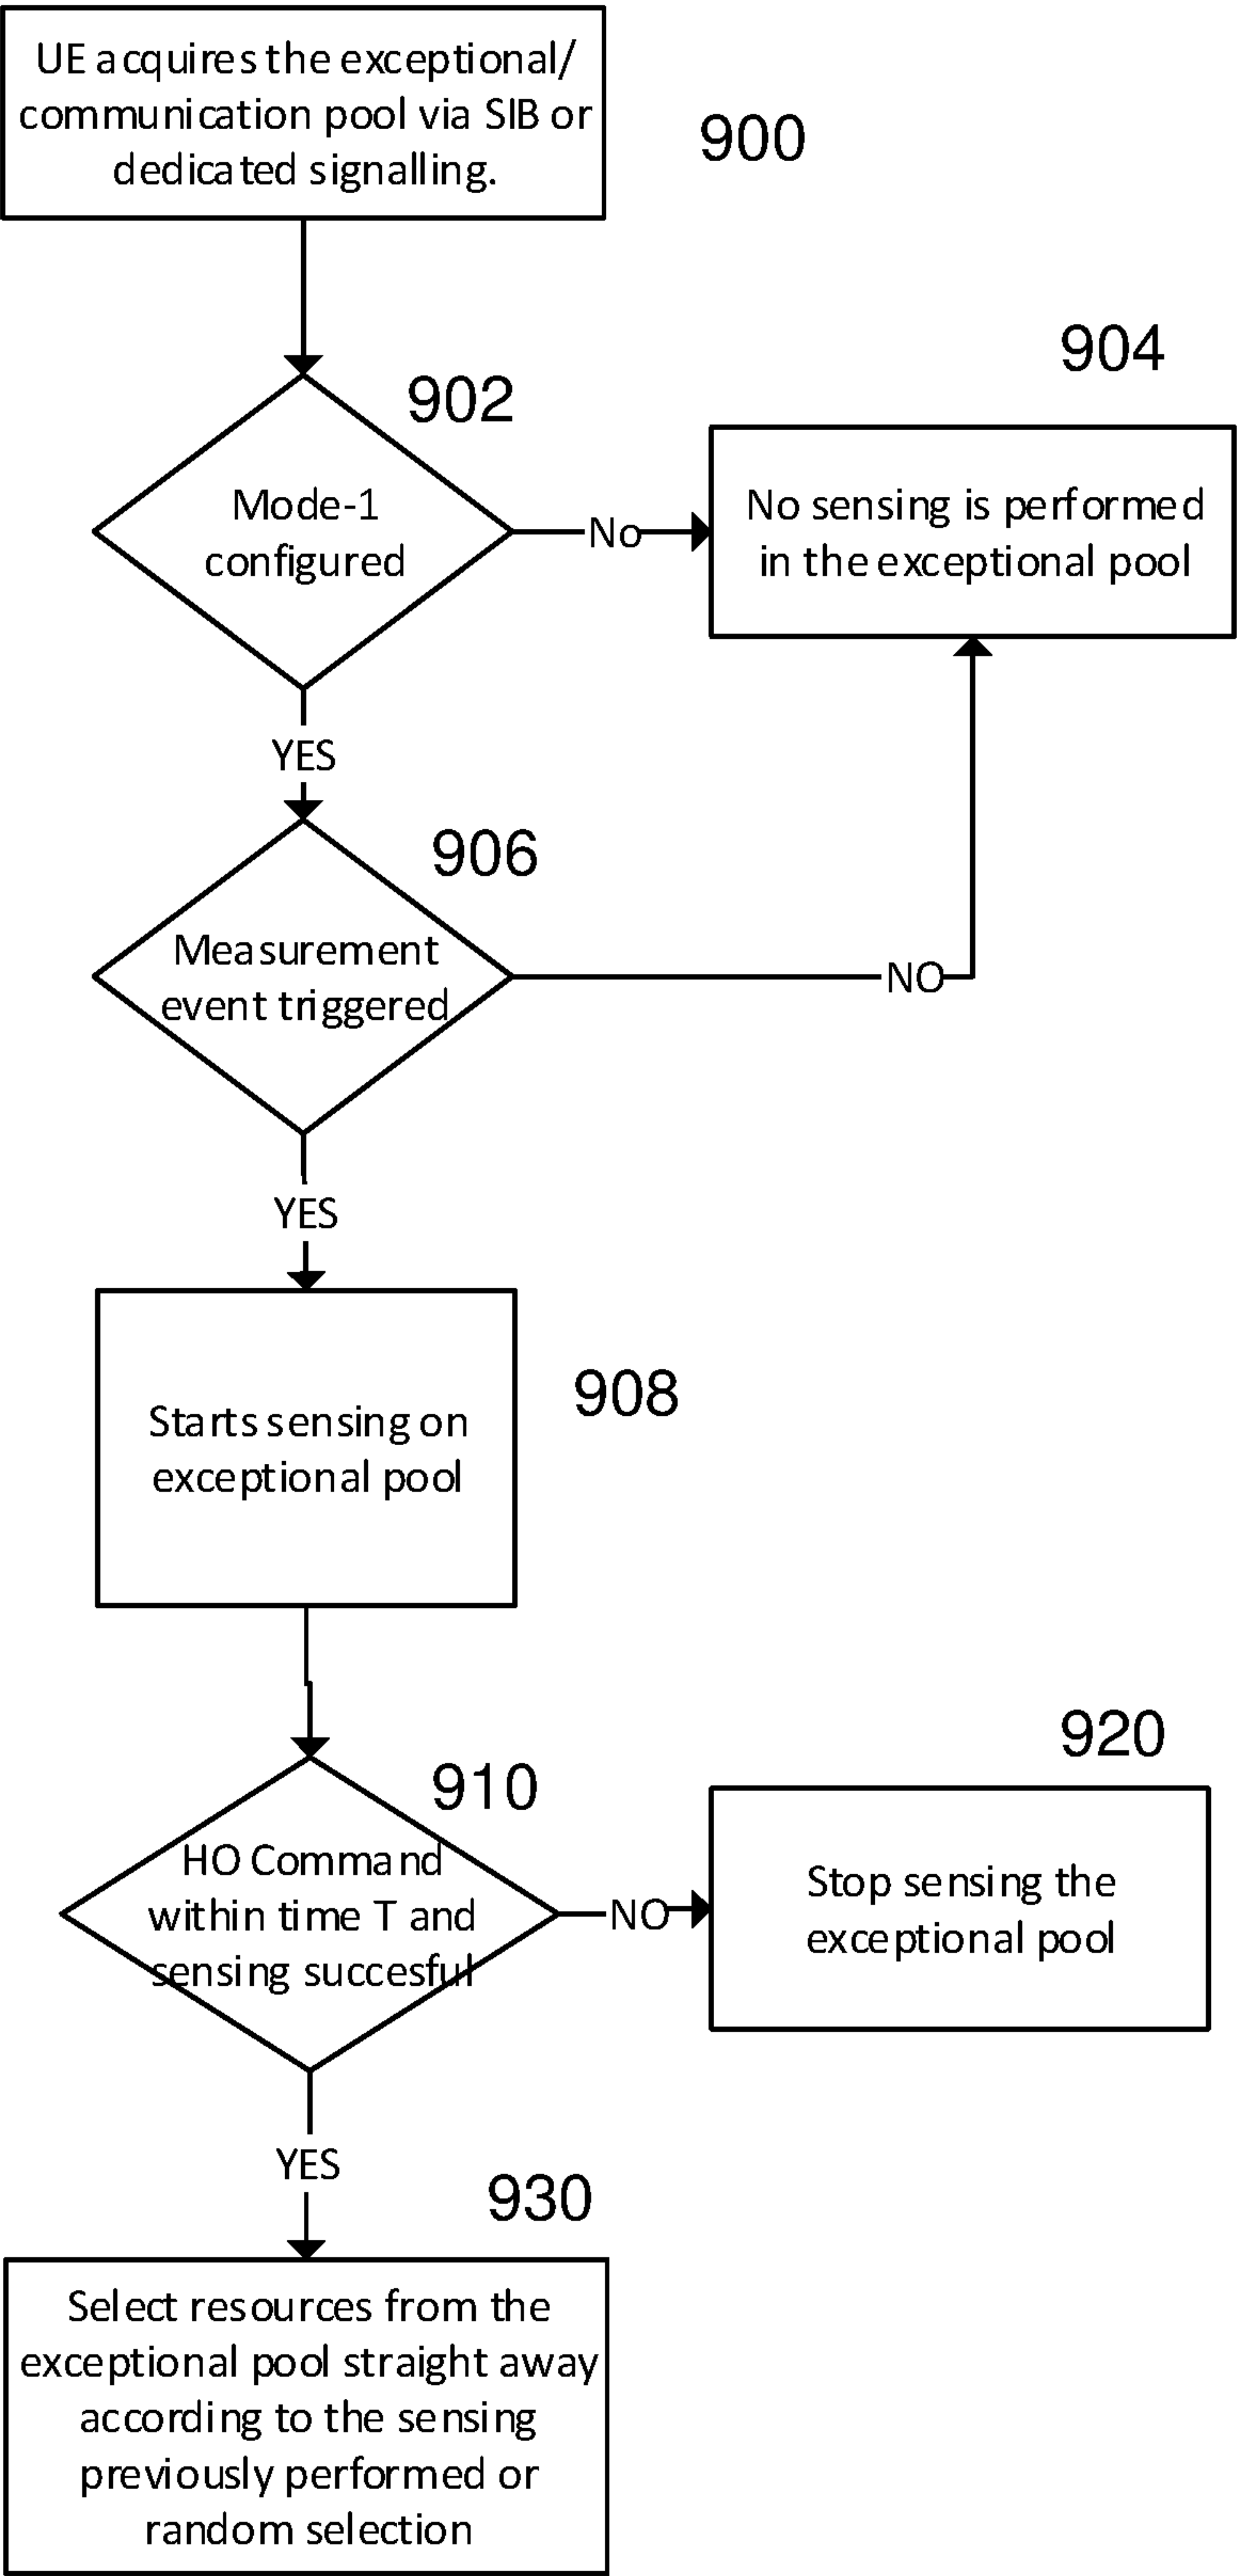 UE acquires the exceptional/
communication pool via SIB or
dedicated signalling.
900
902
Mode-1
configured
No
904
No sensing is performed
in the exceptional pool
YES
906
Measurement
event triggered
NO
YES
908
Starts sensing on
exceptional pool
910
HO Command
within time T and
sensing succesful
NO
920
Stop sensing the
exceptional pool
YES
930
Select resources from the
exceptional pool straight away
according to the sensing
previously performed or
random selection